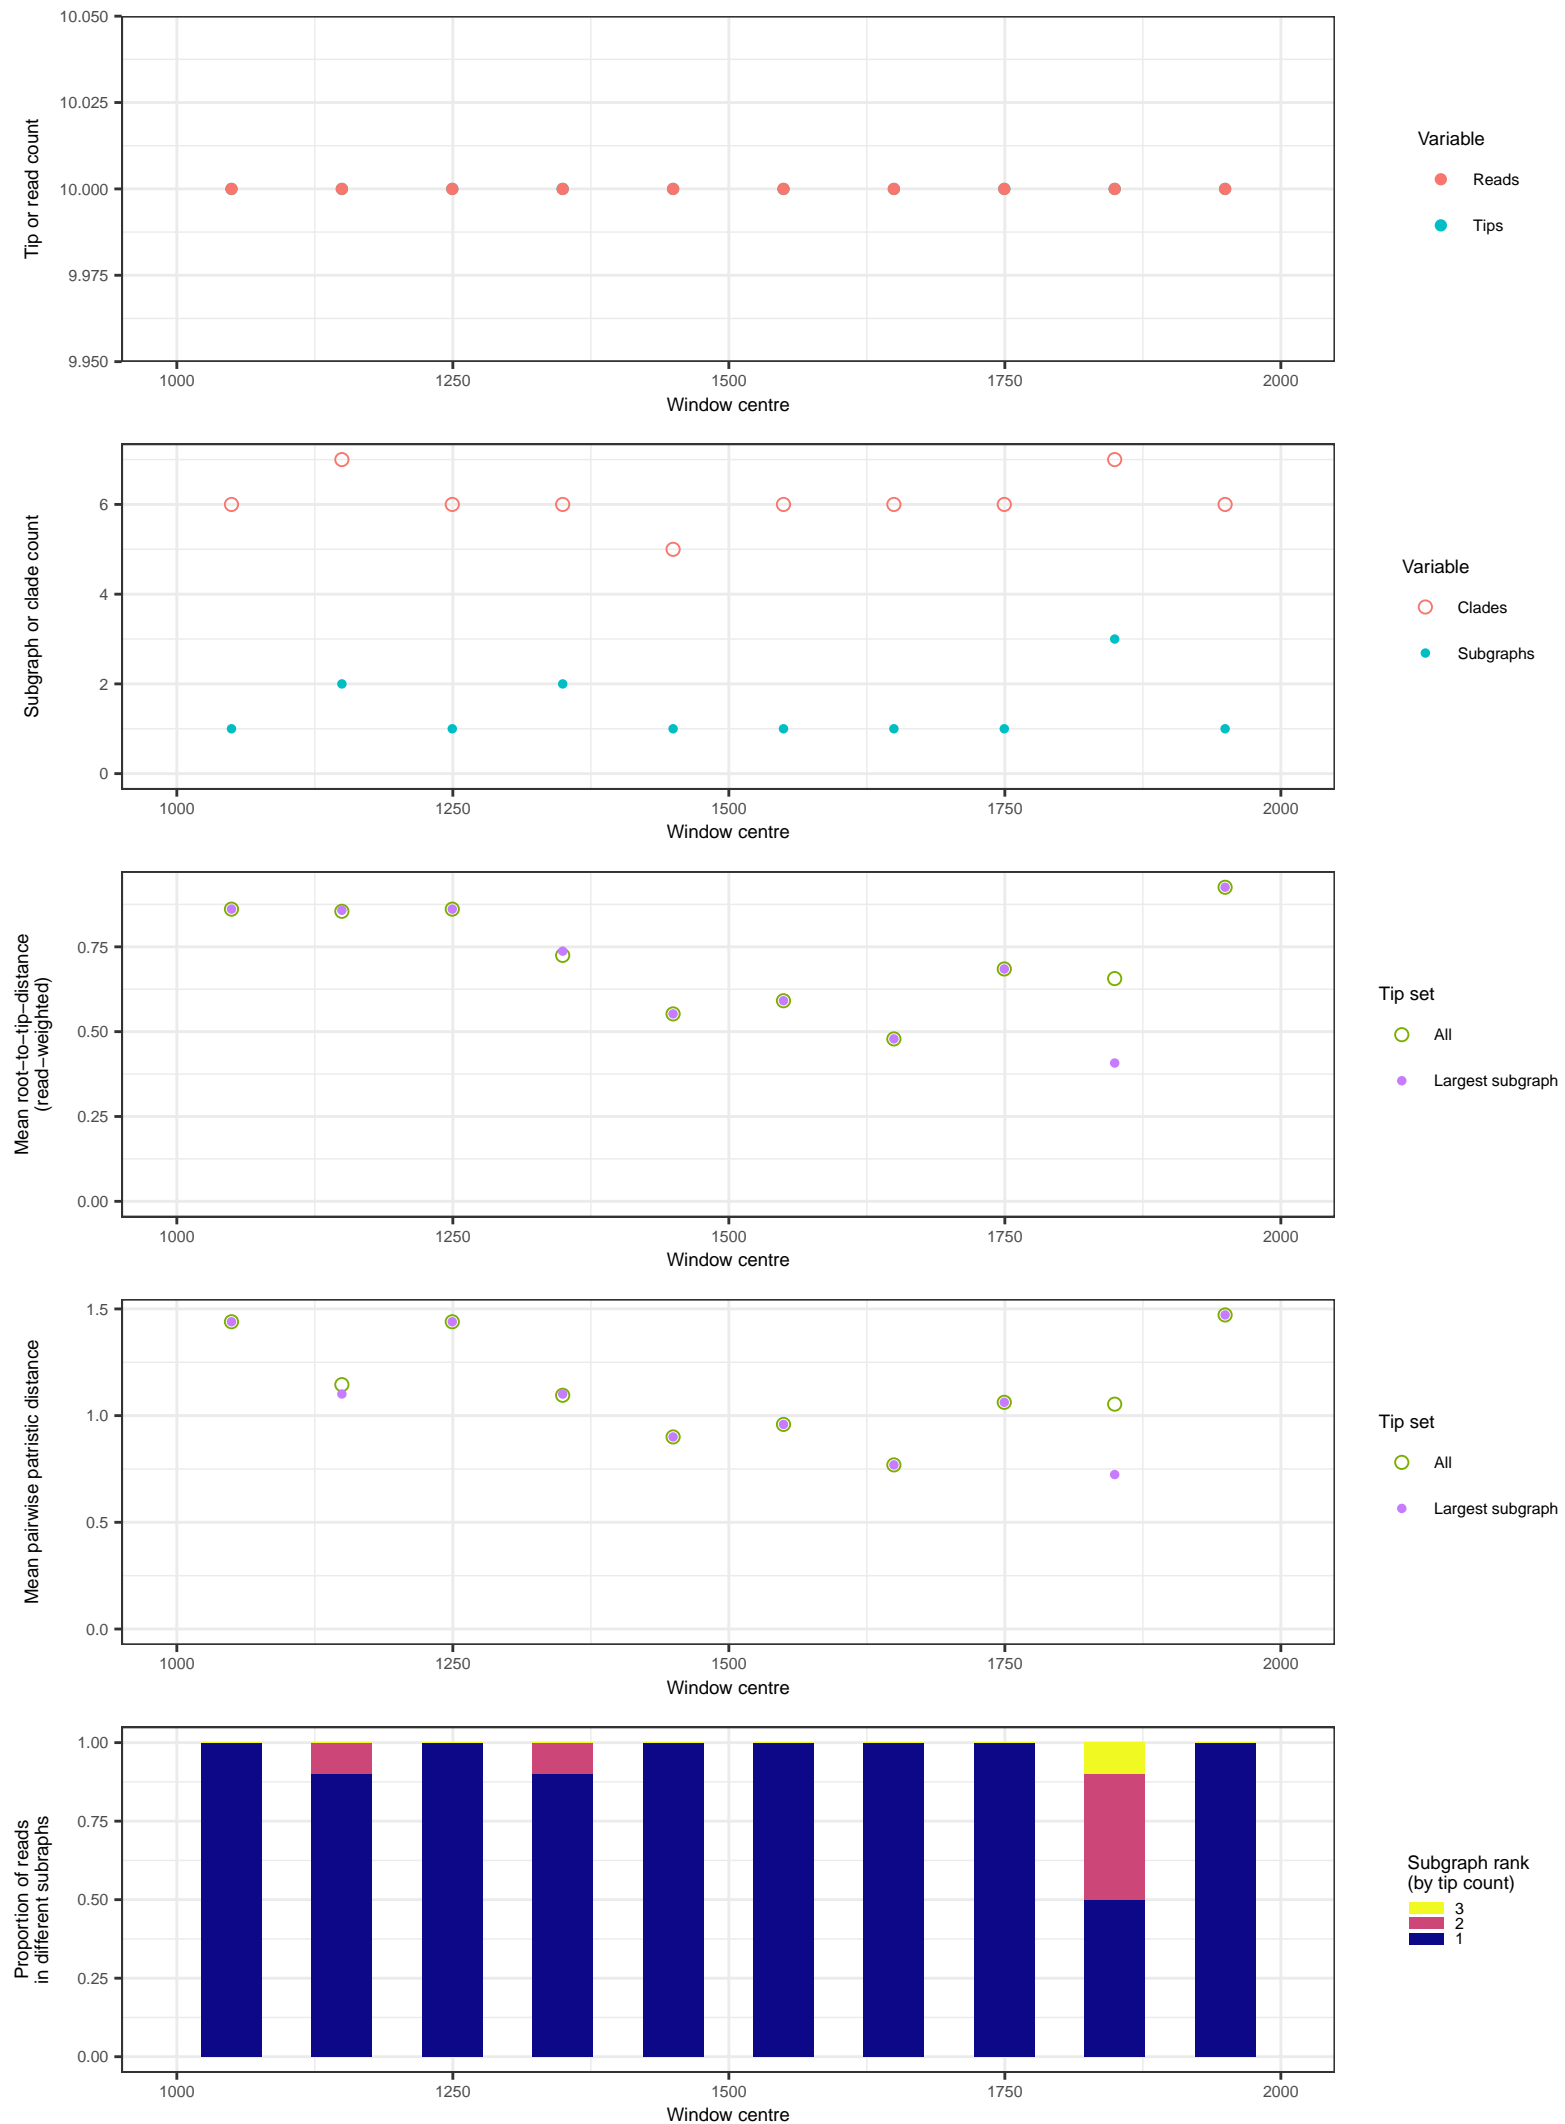 10.050
10.025
10.000
9.975
9.950
Tip or read count
1000 1250 1500 1750 2000
Window centre
Variable
Reads
Tips
6
4
2
0
Subgraph or clade count
1000 1250 1500 1750 2000
Window centre
Variable
Clades
Subgraphs
0.75
0.50
0.25
0.00
Mean root−to−tip−distance
(read−weighted)
1000 1250 1500 1750 2000
Window centre
Tip set
All
Largest subgraph
1.5
1.0
0.5
0.0
Mean pairwise patristic distance
1000 1250 1500 1750 2000
Window centre
Tip set
All
Largest subgraph
1.00
0.75
0.50
0.25
0.00
Proportion of reads
in different subraphs
1000 1250 1500 1750 2000
Window centre
Subgraph rank
(by tip count)
3
2
1